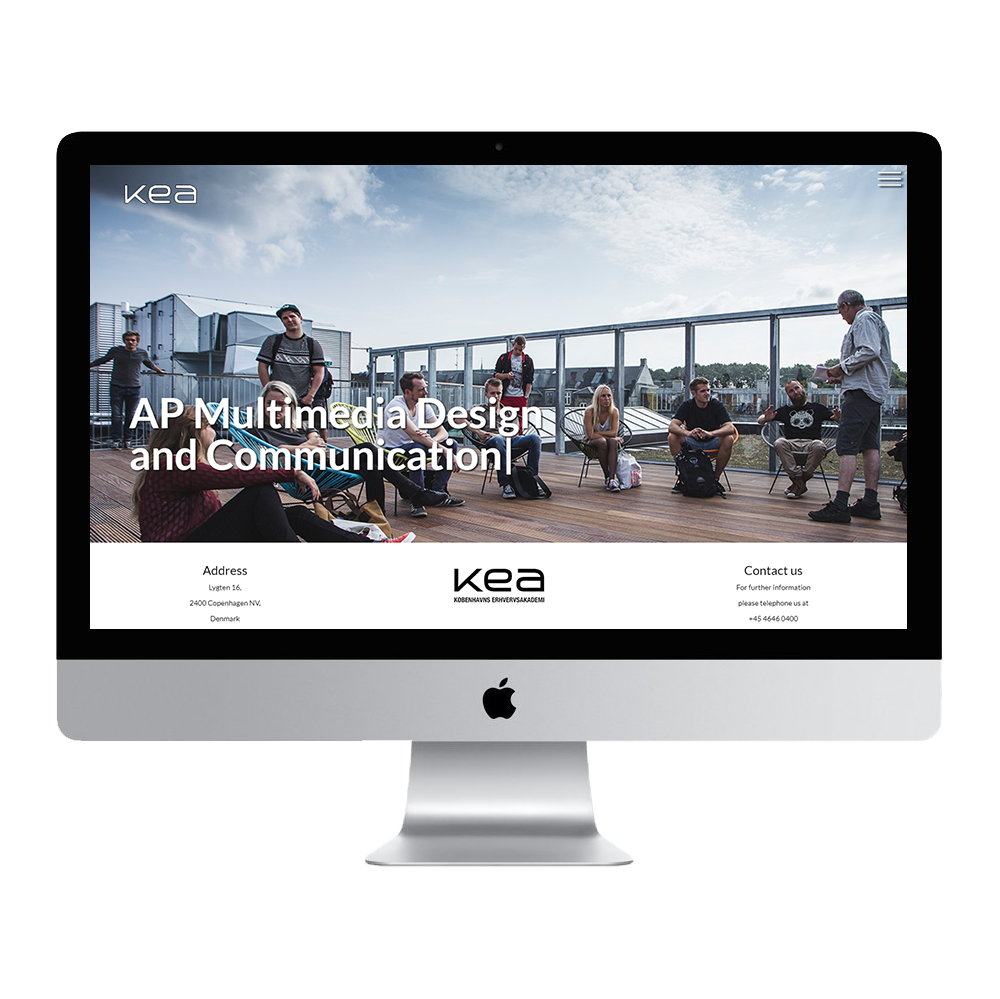 kea
AP Multimedia Design
and Communication|
Address
Lygten 16,
2400 Copenhagen NV,
Denmark
kea
KØBENHAVNS ERHVERVSAKADEMI
Contact us
For further information
please telephone us at
+45 4646 0400